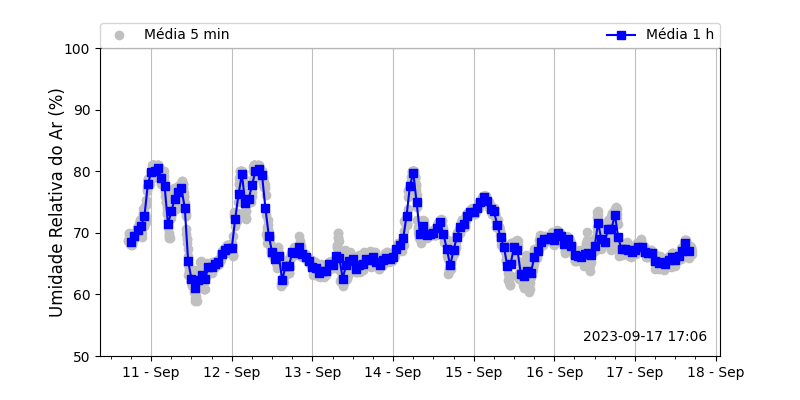 Média 5 min
Média 1 h
Umidade Relativa do Ar (%)
100
90
80
70
60
50
2023-09-17 17:06
11 - Sep
12 - Sep
13 - Sep
14 - Sep
15 - Sep
16 - Sep
17 - Sep
18 - Sep